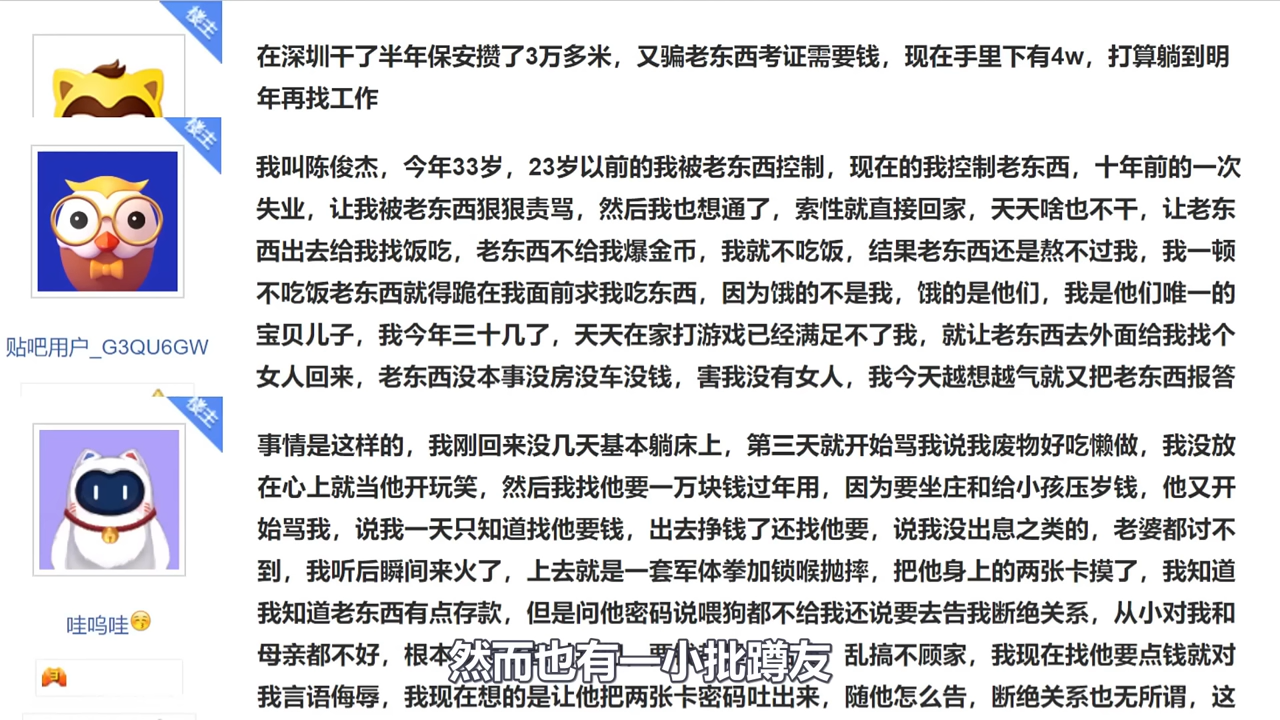 楼主
在深圳干了半年保安攒了3万多米，又骗老东西考证需要钱，现在手里下有4w，打算躺到明
年再找工作
楼主
我叫陈俊杰，今年33岁，23岁以前的我被老东西控制，现在的我控制老东西，十年前的一次
失业，让我被老东西狠狠责骂，然后我也想通了，索性就直接回家，天天啥也不干，让老东
西出去给我找饭吃，老东西不给我爆金币，我就不吃饭，结果老东西还是熬不过我，我一顿
不吃饭老东西就得跪在我面前求我吃东西，因为饿的不是我，饿的是他们，我是他们唯一的
宝贝儿子，我今年三十几了，天天在家打游戏已经满足不了我，就让老东西去外面给我找个
女人回来，老东西没本事没房没车没钱，害我没有女人，我今天越想越气就又把老东西报答
贴吧用户_G3QU6GW
楼主
事情是这样的，我刚回来没几天基本躺床上，第三天就开始骂我说我废物好吃懒做，我没放
在心上就当他开玩笑，然后我找他要一万块钱过年用，因为要坐庄和给小孩压岁钱，他又开
始骂我，说我一天只知道找他要钱，出去挣钱了还找他要，说我没出息之类的，老婆都讨不
到，我听后瞬间来火了，上去就是一套军体拳加锁喉抛摔，把他身上的两张卡摸了，我知道
我知道老东西有点存款，但是问他密码说喂狗都不给我还说要去告我断绝关系，从小对我和
母亲都不好，根本 乱搞不顾家，我现在找他要点钱就对
我言语侮辱，我现在想的是让他把两张卡密码吐出来，随他怎么告，断绝关系也无所谓，这
哇呜哇
然而也有一小批蹲友